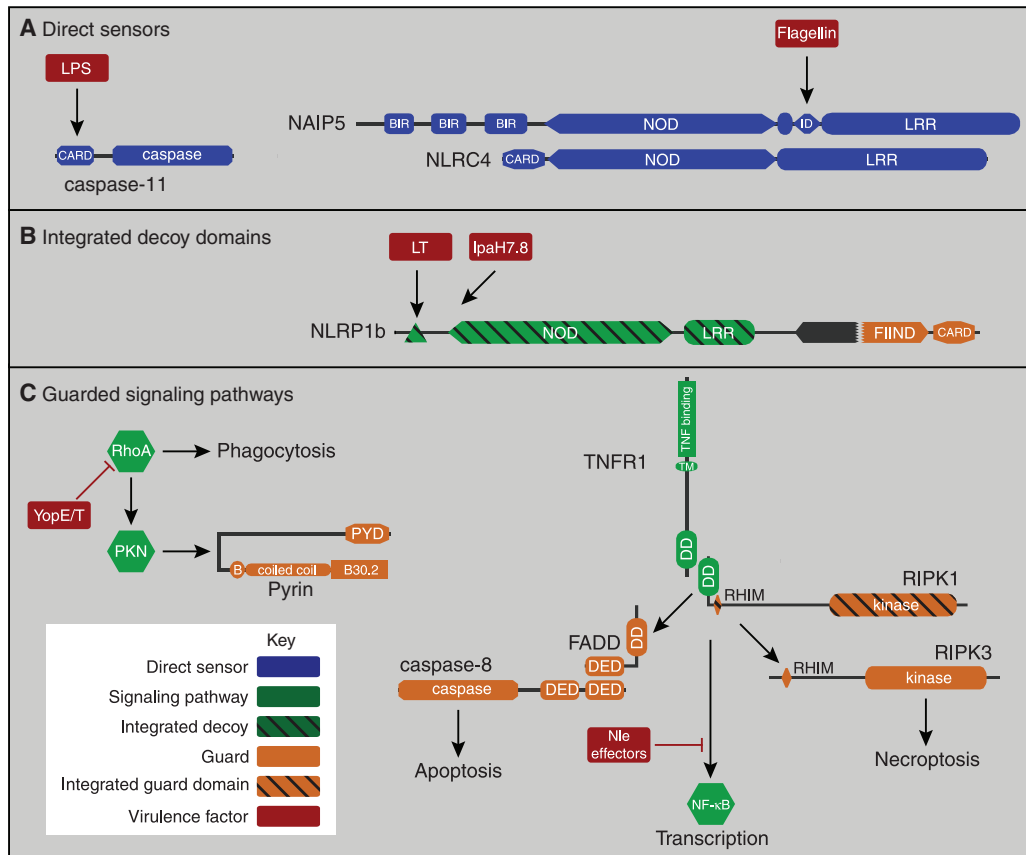 A Direct sensors
LPS
CARD
caspase
caspase-11
Flagellin
NAIP5
BIR
BIR
BIR
NOD
ID
LRR
NLRC4
CARD
NOD
LRR
B Integrated decoy domains
LT
IpaH7.8
NLRP1b
NOD
LRR
FIIND
CARD
C Guarded signaling pathways
RhoA
Phagocytosis
YopE/T
PKN
PYD
B
coiled coil
B30.2
Pyrin
TNF binding
TNFR1
TM
DD
DD
RHIM
RIPK1
kinase
FADD
DD
DED
caspase-8
caspase
DED
DED
Apoptosis
RIPK3
RHIM
kinase
Necroptosis
Nle
effectors
NF-κB
Transcription
Key
Direct sensor
Signaling pathway
Integrated decoy
Guard
Integrated guard domain
Virulence factor